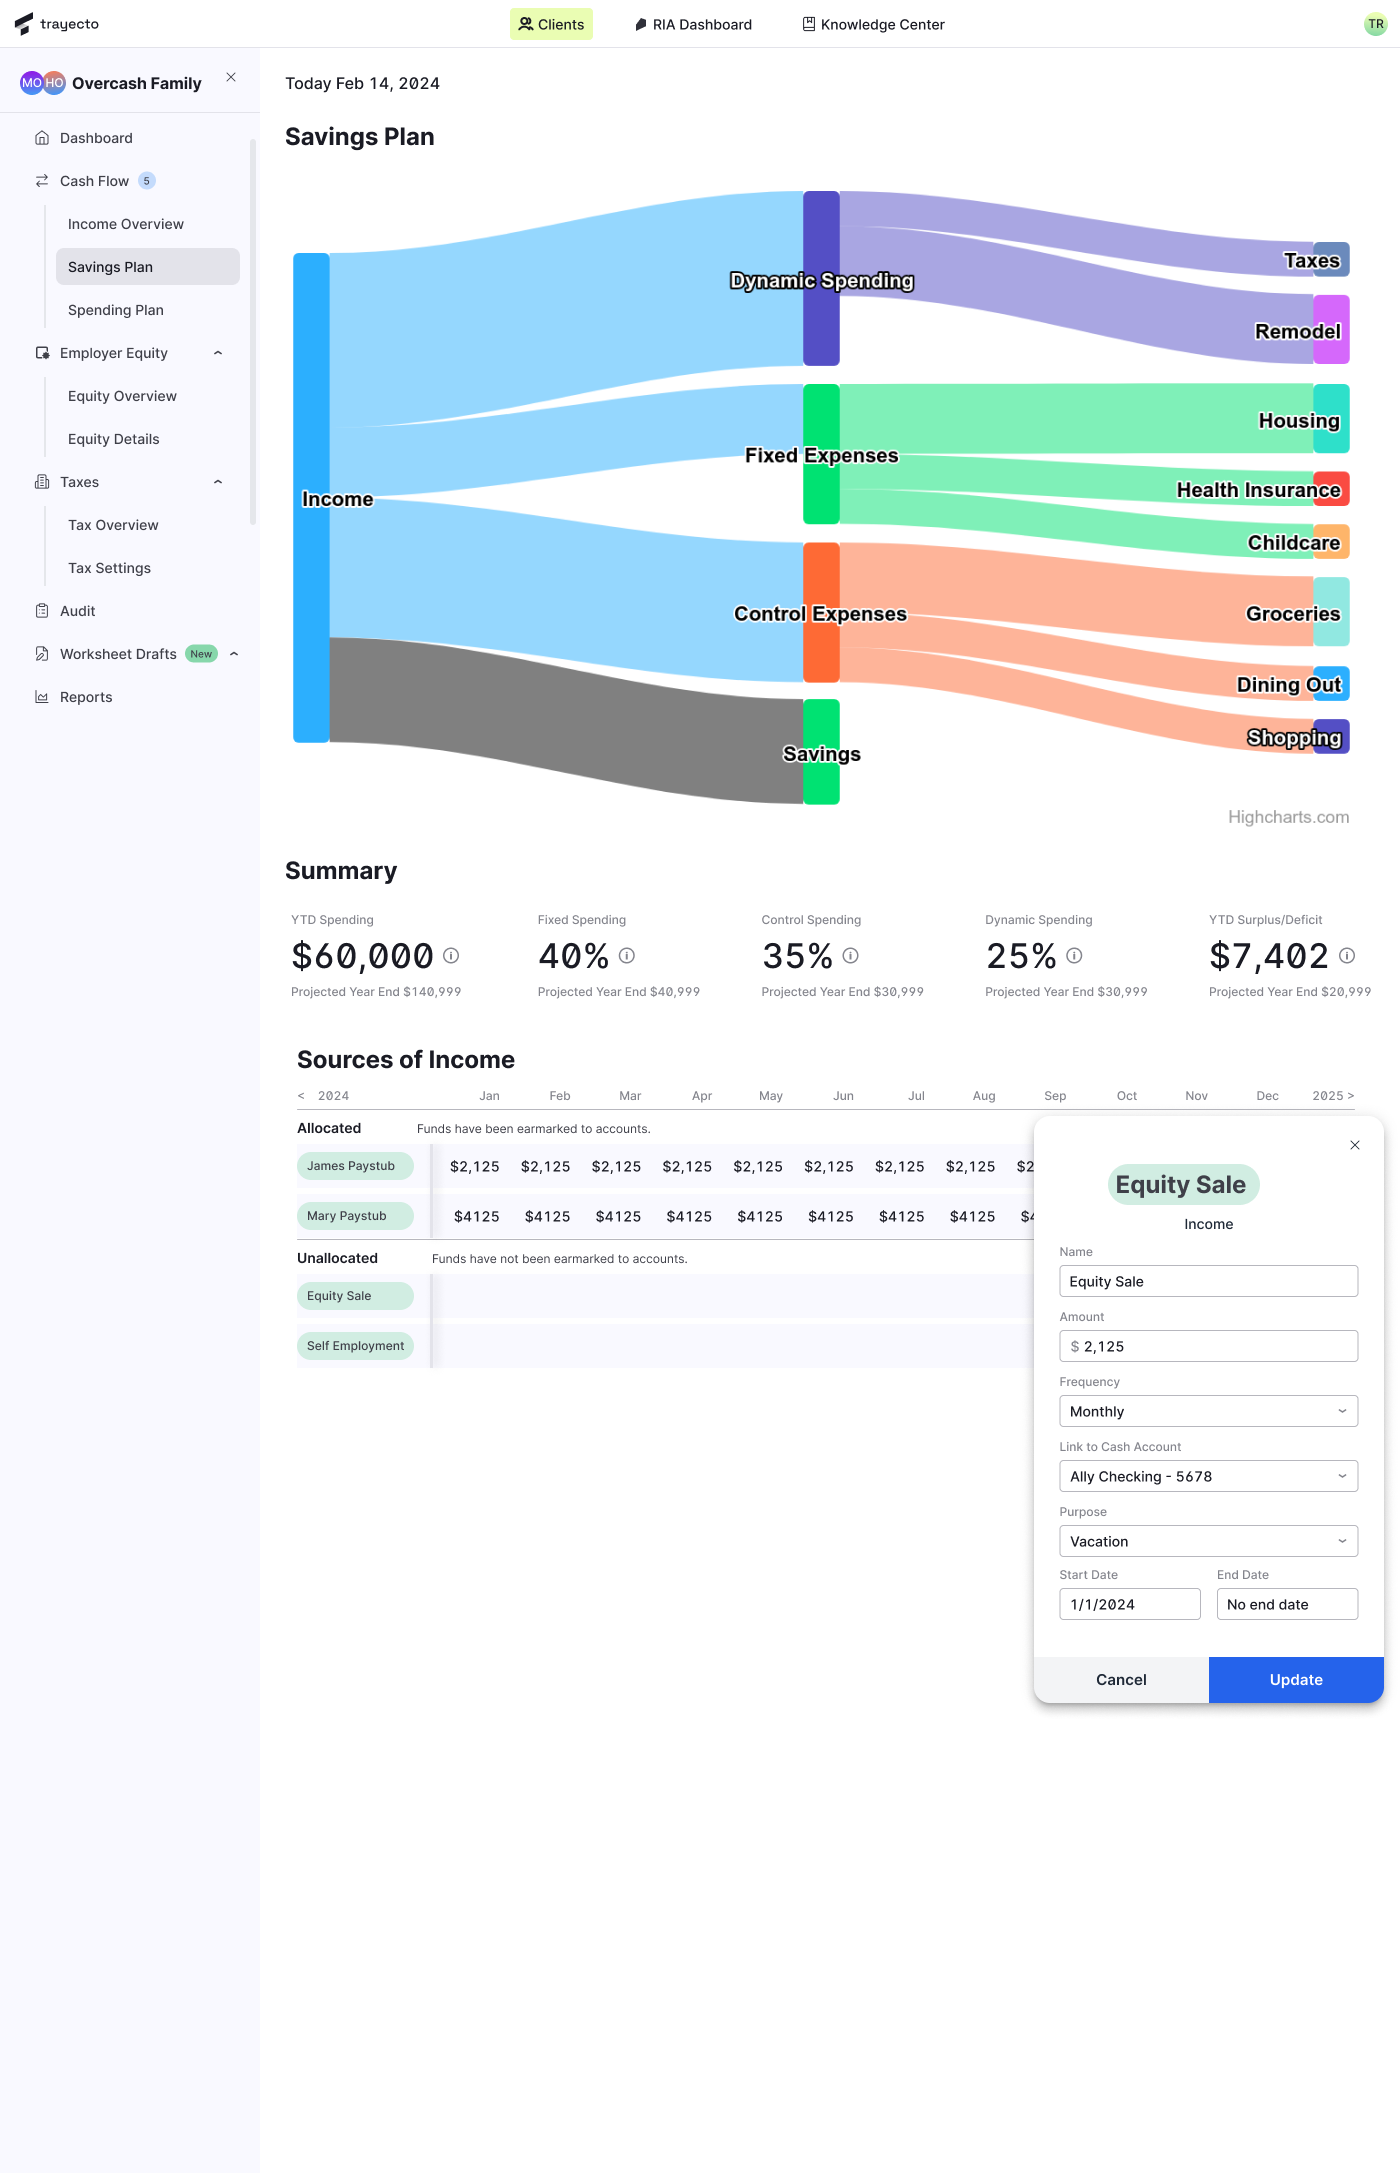 trayecto
Clients
RIA Dashboard
Knowledge Center
TR
MO HO Overcash Family
Dashboard
Cash Flow 5
Income Overview
Savings Plan
Spending Plan
Employer Equity
Equity Overview
Equity Details
Taxes
Tax Overview
Tax Settings
Audit
Worksheet Drafts New
Reports
Today Feb 14, 2024
Savings Plan
Income
Dynamic Spending
Fixed Expenses
Control Expenses
Savings
Taxes
Remodel
Housing
Health Insurance
Childcare
Groceries
Dining Out
Shopping
Highcharts.com
Summary
YTD Spending
$60,000
Projected Year End $140,999
Fixed Spending
40%
Projected Year End $40,999
Control Spending
35%
Projected Year End $30,999
Dynamic Spending
25%
Projected Year End $30,999
YTD Surplus/Deficit
$7,402
Projected Year End $20,999
Sources of Income
< 2024 Jan Feb Mar Apr May Jun Jul Aug Sep Oct Nov Dec 2025 >
Allocated Funds have been earmarked to accounts.
James Paystub $2,125 $2,125 $2,125 $2,125 $2,125 $2,125 $2,125 $2,125 $2
Mary Paystub $4125 $4125 $4125 $4125 $4125 $4125 $4125 $4125 $4
Unallocated Funds have not been earmarked to accounts.
Equity Sale
Self Employment
Equity Sale
Income
Name
Equity Sale
Amount
$ 2,125
Frequency
Monthly
Link to Cash Account
Ally Checking - 5678
Purpose
Vacation
Start Date End Date
1/1/2024 No end date
Cancel Update